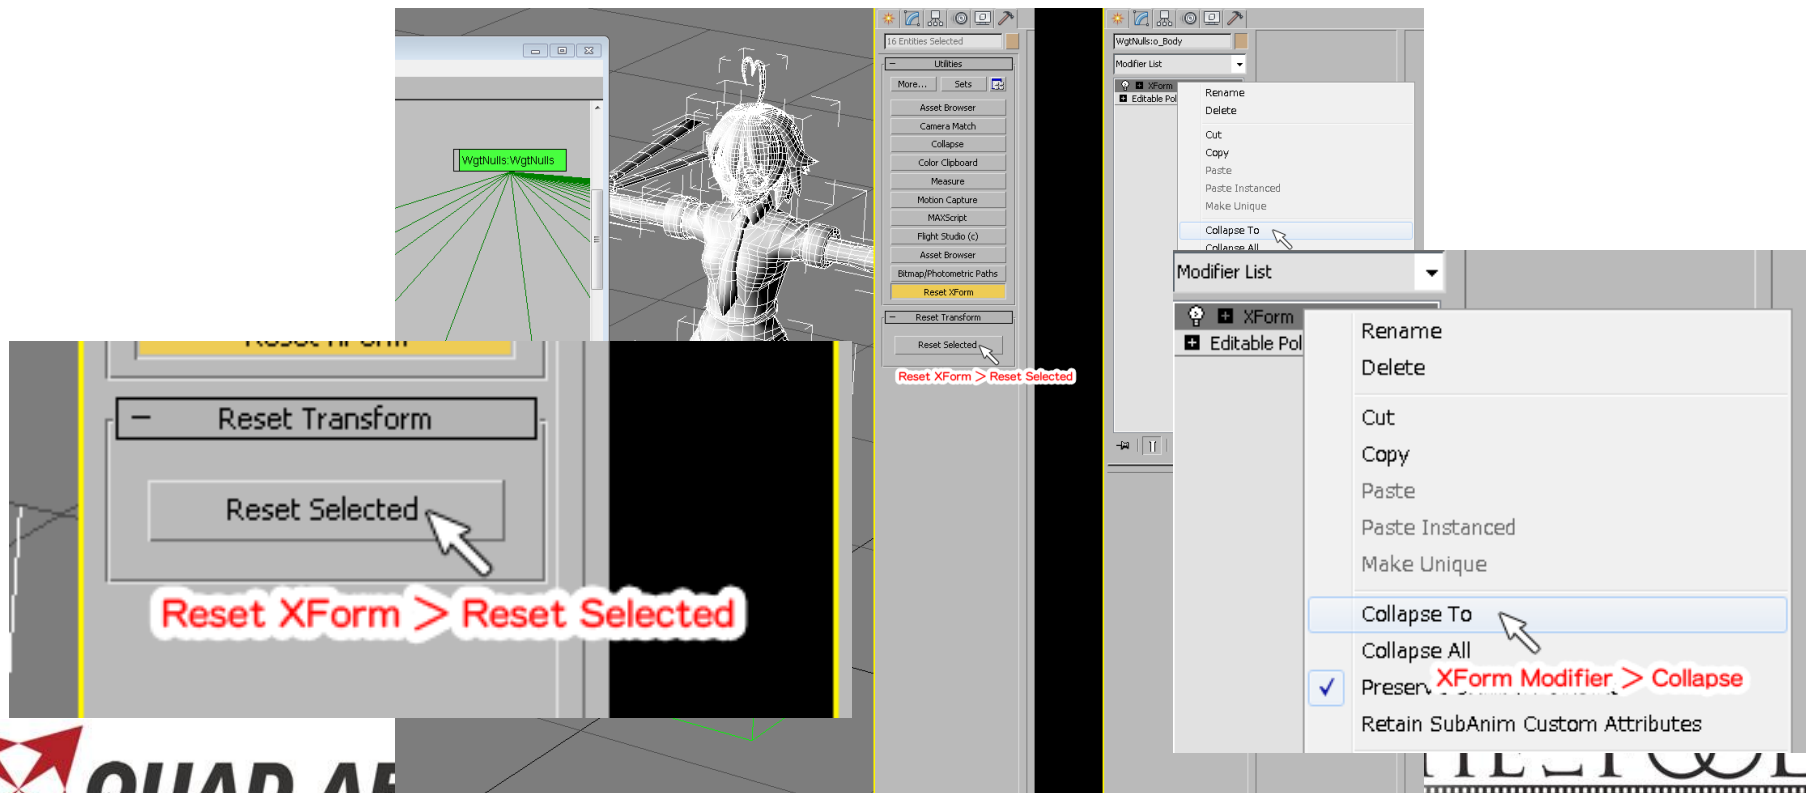 WgtNulls:WgtNulls
16 Entities Selected
Utilities
More...
Sets
Asset Browser
Camera Match
Collapse
Color Clipboard
Measure
Motion Capture
MAXScript
Flight Studio (c)
Asset Browser
Bitmap/Photometric Paths
Reset XForm
Reset Transform
Reset Selected
Reset XForm > Reset Selected
WgtNulls:o_Body
Modifier List
XForm
Editable Pol
Rename
Delete
Cut
Copy
Paste
Paste Instanced
Make Unique
Collapse To
Collapse All
Reset XForm
Reset Transform
Reset Selected
Reset XForm > Reset Selected
Modifier List
XForm
Editable Pol
Rename
Delete
Cut
Copy
Paste
Paste Instanced
Make Unique
Collapse To
Collapse All
XForm Modifier > Collapse
Retain SubAnim Custom Attributes
QUAD